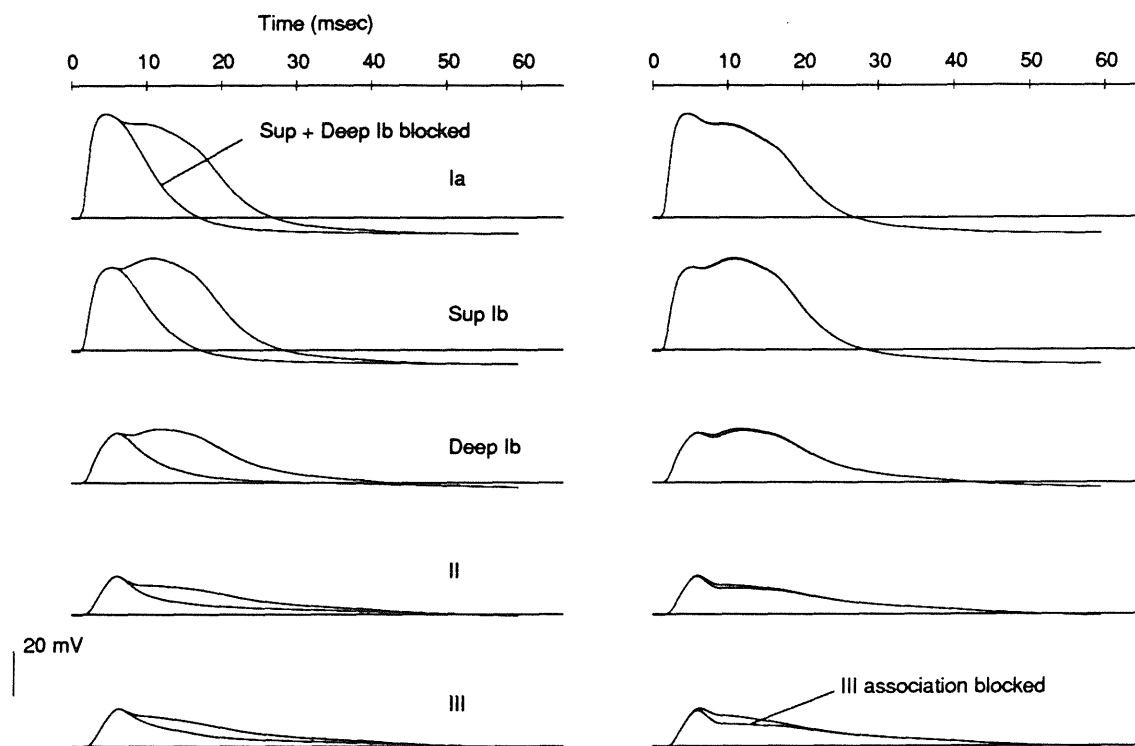 Time (msec)
0 10 20 30 40 50 60
0 10 20 30 40 50 60
Sup + Deep Ib blocked
Ia
Sup Ib
Deep Ib
II
20 mV
III
III association blocked